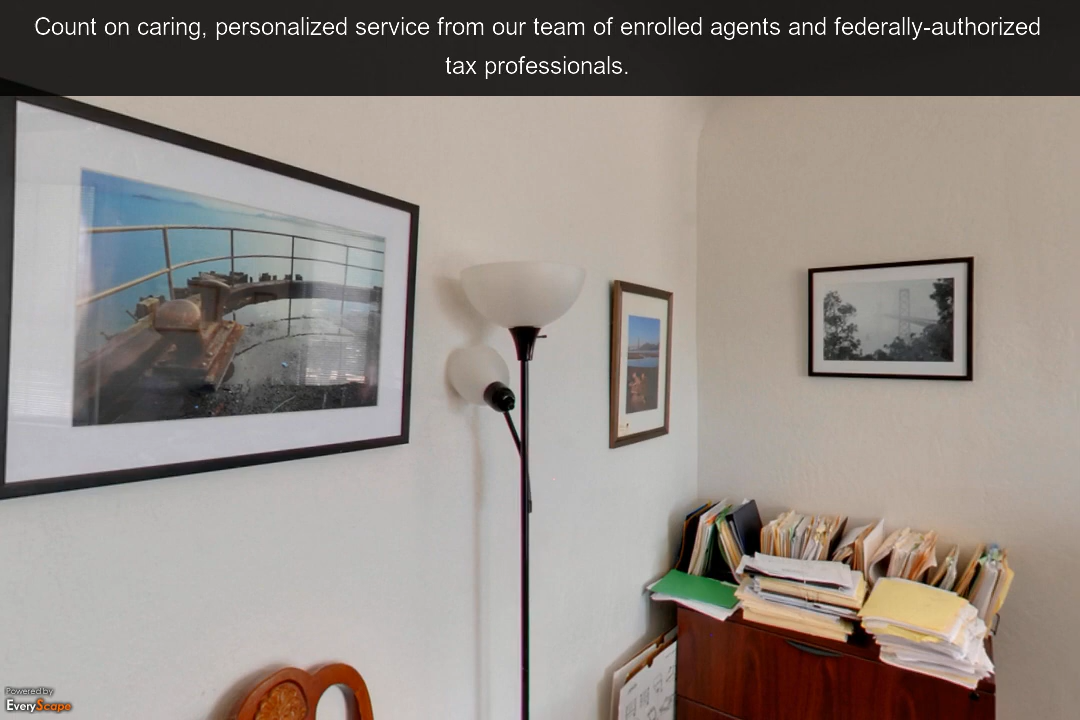 Count on caring, personalized service from our team of enrolled agents and federally-authorized
tax professionals.
Powered by
EveryScape